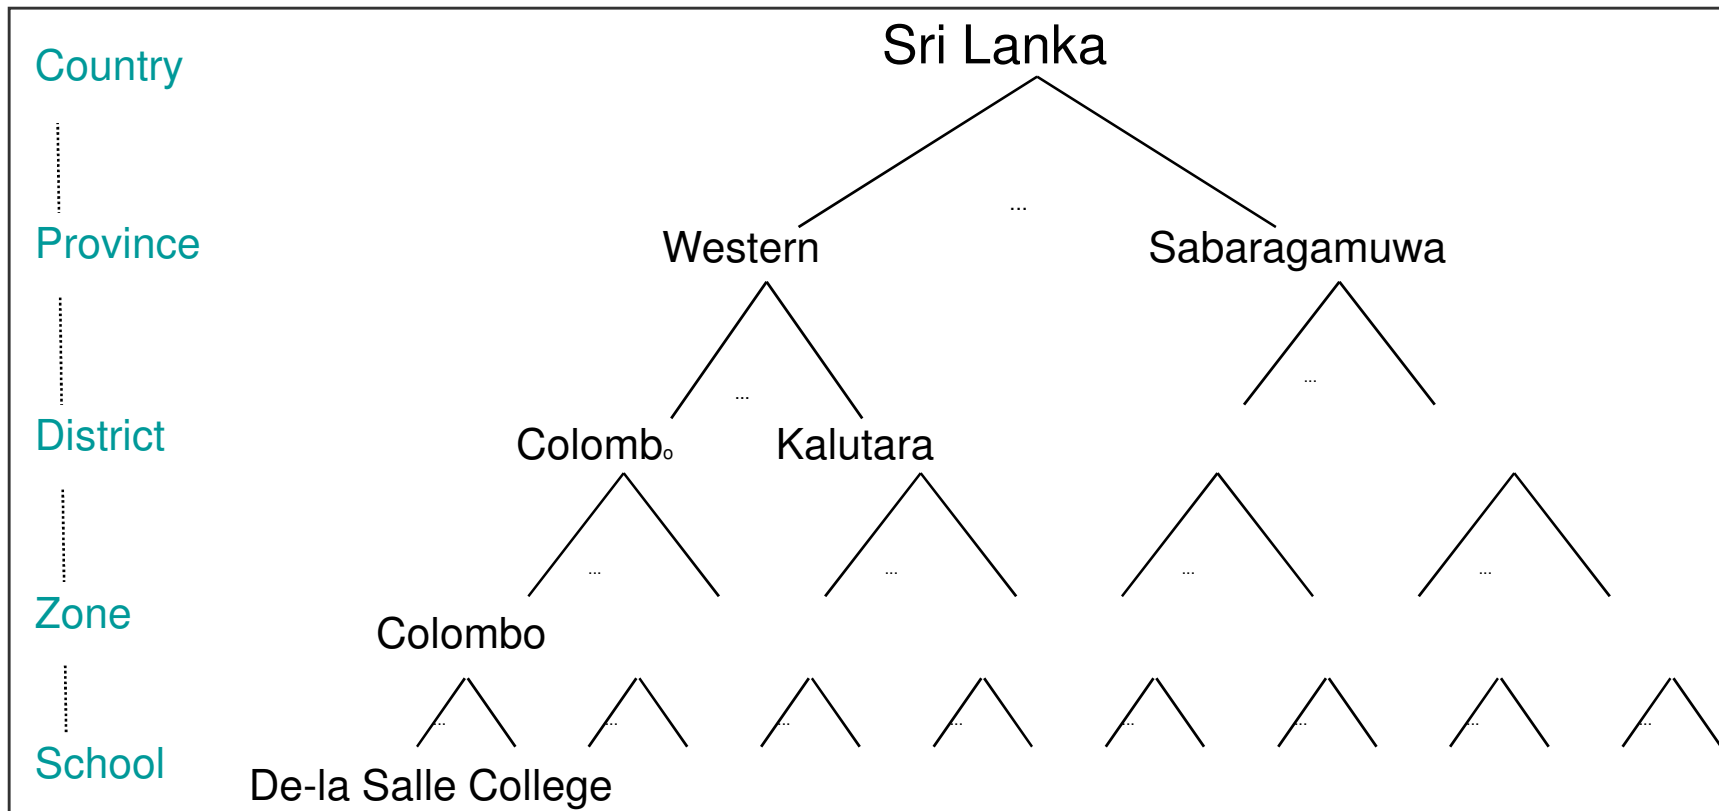 Country
Sri Lanka
...
Province
Western
Sabaragamuwa
...
...
District
Colombo
Kalutara
...
...
...
...
Zone
Colombo
...
...
...
...
...
...
...
...
School
De-la Salle College